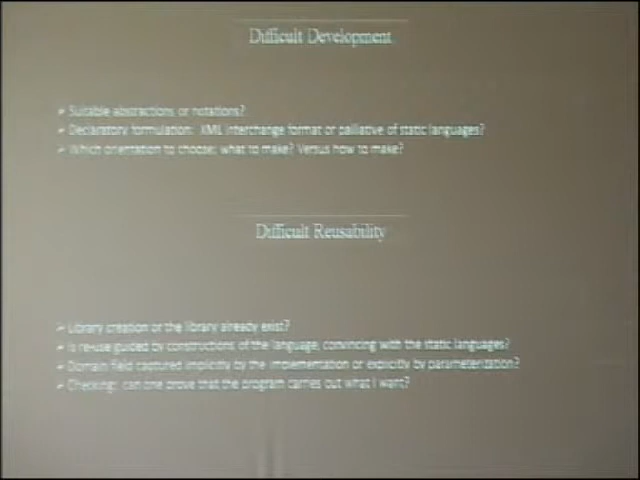 Difficult Development
Suitable abstractions or notations?
Declaratory formulation: XML interchange format or palliative of static languages?
Which orientation to choose: what to make? Versus how to make?
Difficult Reusability
Library creation or the library already exist?
Is re-use guided by constructions of the language, convincing with the static languages?
Domain field captured implicitly by the implementation or explicitly by parameterization?
Checking: can one prove that the program carries out what I want?